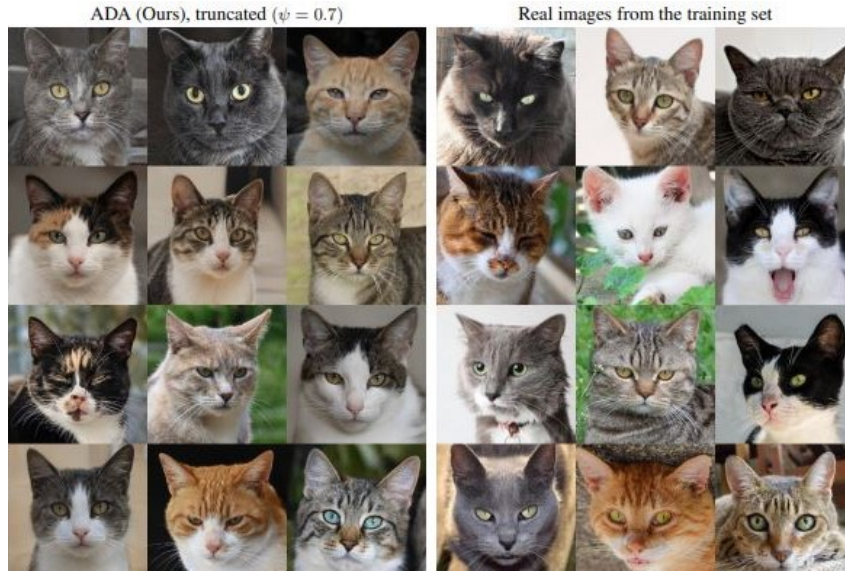 ADA (Ours), truncated (ψ = 0.7)
Real images from the training set